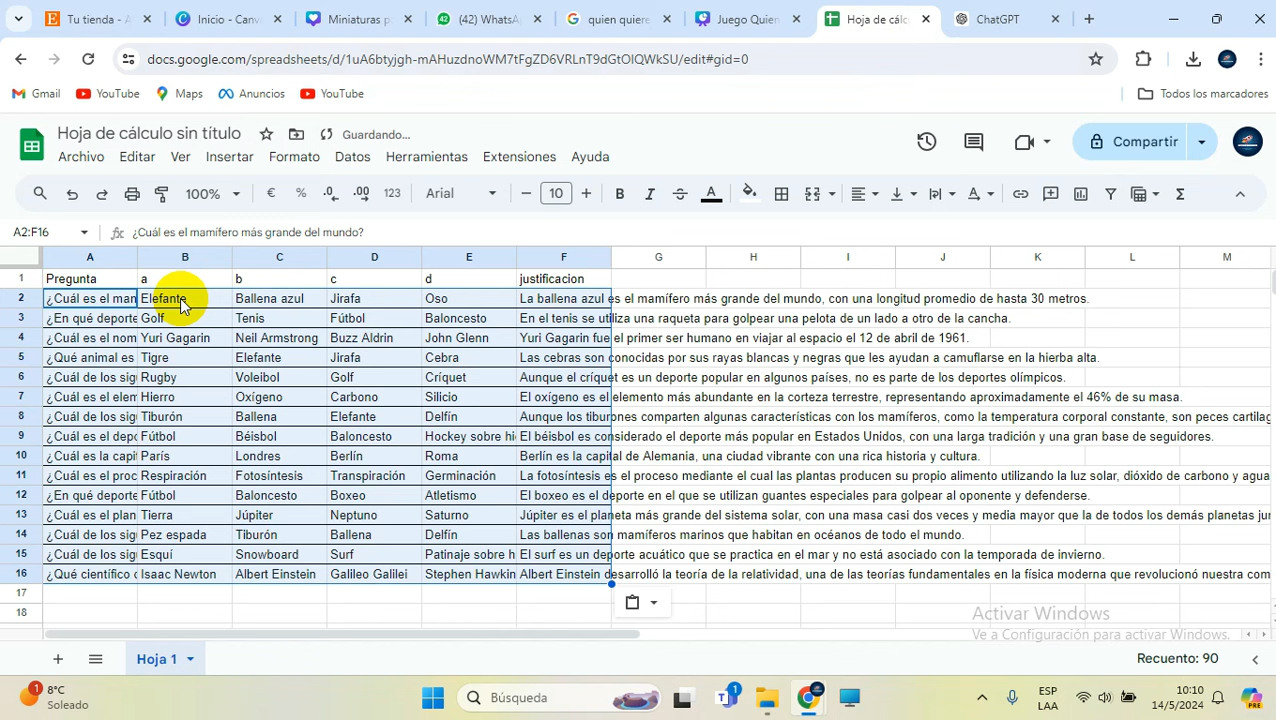 Tu tienda - A
Inicio - Canva
Miniaturas p
(42) WhatsA
quien quiere
Juego Quien
Hoja de cálc
ChatGPT
docs.google.com/spreadsheets/d/1uA6btyjgh-mAHuzdnoWM7tFgZD6VRLnT9dGtOIQWkSU/edit#gid=0
Gmail YouTube Maps Anuncios YouTube Todos los marcadores
Hoja de cálculo sin título Guardando...
Archivo Editar Ver Insertar Formato Datos Extensiones Herramientas Ayuda
Compartir
100% € % .0 .00 123 Arial 10 B I A
A2:F16 fx ¿Cuál es el mamífero más grande del mundo?
A B C D E F G H I J K L M
1 Pregunta a b c d justificacion
2 ¿Cuál es el man Elefante Ballena azul Jirafa Oso La ballena azul es el mamífero más grande del mundo, con una longitud promedio de hasta 30 metros.
3 ¿En qué deporte Golf Tenis Fútbol Baloncesto En el tenis se utiliza una raqueta para golpear una pelota de un lado a otro de la cancha.
4 ¿Cuál es el nom Yuri Gagarin Neil Armstrong Buzz Aldrin John Glenn Yuri Gagarin fue el primer ser humano en viajar al espacio el 12 de abril de 1961.
5 ¿Qué animal es Tigre Elefante Jirafa Cebra Las cebras son conocidas por sus rayas blancas y negras que les ayudan a camuflarse en la hierba alta.
6 ¿Cuál de los sig Rugby Voleibol Golf Críquet Aunque el críquet es un deporte popular en algunos países, no es parte de los deportes olímpicos.
7 ¿Cuál es el elem Hierro Oxígeno Carbono Silicio El oxígeno es el elemento más abundante en la corteza terrestre, representando aproximadamente el 46% de su masa.
8 ¿Cuál de los sig Tiburón Ballena Elefante Delfín Aunque los tiburones comparten algunas características con los mamíferos, como la temperatura corporal constante, son peces cartilag
9 ¿Cuál es el depo Fútbol Béisbol Baloncesto Hockey sobre hi El béisbol es considerado el deporte más popular en Estados Unidos, con una larga tradición y una gran base de seguidores.
10 ¿Cuál es la capit París Londres Berlín Roma Berlín es la capital de Alemania, una ciudad vibrante con una rica historia y cultura.
11 ¿Cuál es el proc Respiración Fotosíntesis Transpiración Germinación La fotosíntesis es el proceso mediante el cual las plantas producen su propio alimento utilizando la luz solar, dióxido de carbono y agua
12 ¿En qué deporte Fútbol Baloncesto Boxeo Atletismo El boxeo es el deporte en el que se utilizan guantes especiales para golpear al oponente y defenderse.
13 ¿Cuál es el plan Tierra Júpiter Neptuno Saturno Júpiter es el planeta más grande del sistema solar, con una masa casi dos veces y media mayor que la de todos los demás planetas jun
14 ¿Cuál de los sig Pez espada Tiburón Ballena Delfín Las ballenas son mamíferos marinos que habitan en océanos de todo el mundo.
15 ¿Cuál de los sig Esquí Snowboard Surf Patinaje sobre h El surf es un deporte acuático que se practica en el mar y no está asociado con la temporada de invierno.
16 ¿Qué científico d Isaac Newton Albert Einstein Galileo Galilei Stephen Hawkin Albert Einstein desarrolló la teoría de la relatividad, una de las teorías fundamentales en la física moderna que revolucionó nuestra com
17
18
Activar Windows
Ve a Configuración para activar Windows.
Hoja 1 Recuento: 90
1 8°C
Soleado
Búsqueda
1
PRE
ESP
LAA
10:10
14/5/2024